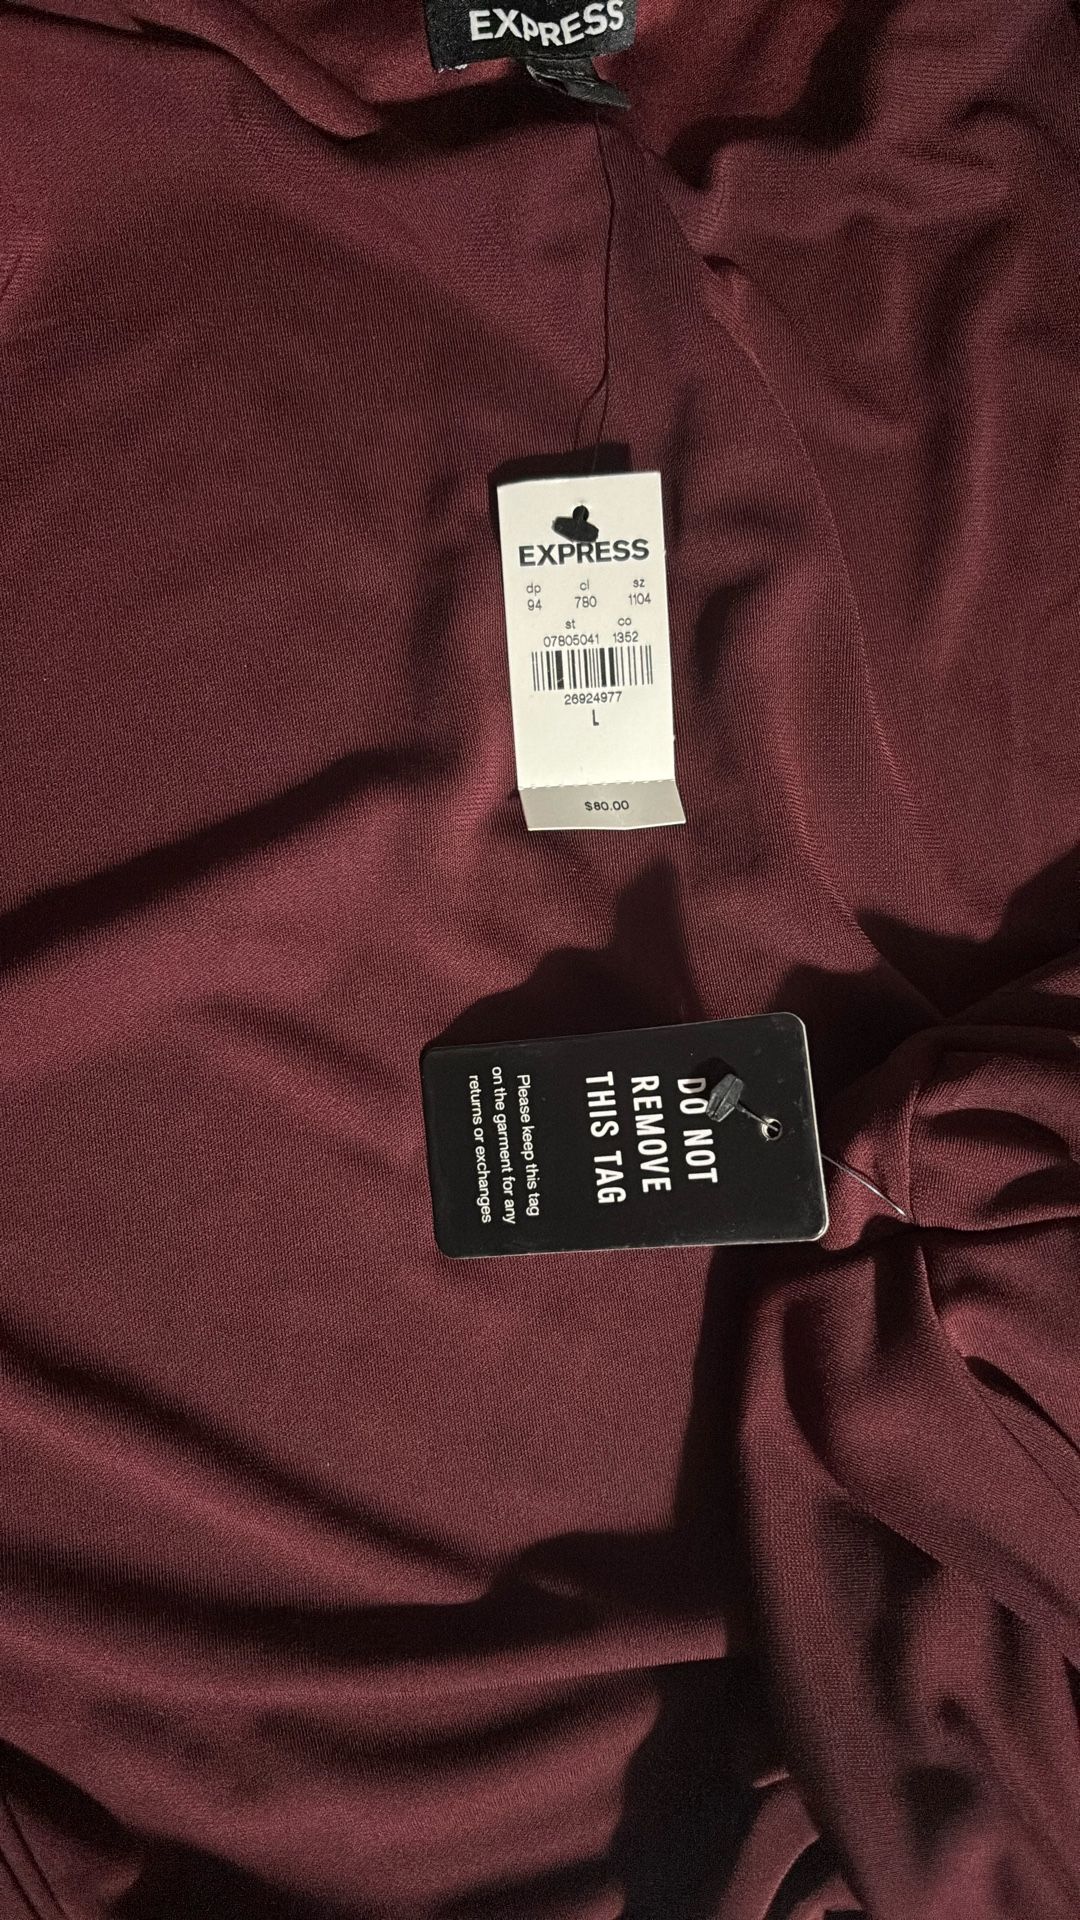 EXPRESS
EXPRESS
dp cl sz
94 780 1104
st co
07805041 1352
26924977
L
$80.00
DO NOT
REMOVE
THIS TAG
Please keep this tag
on the garment for any
returns or exchanges